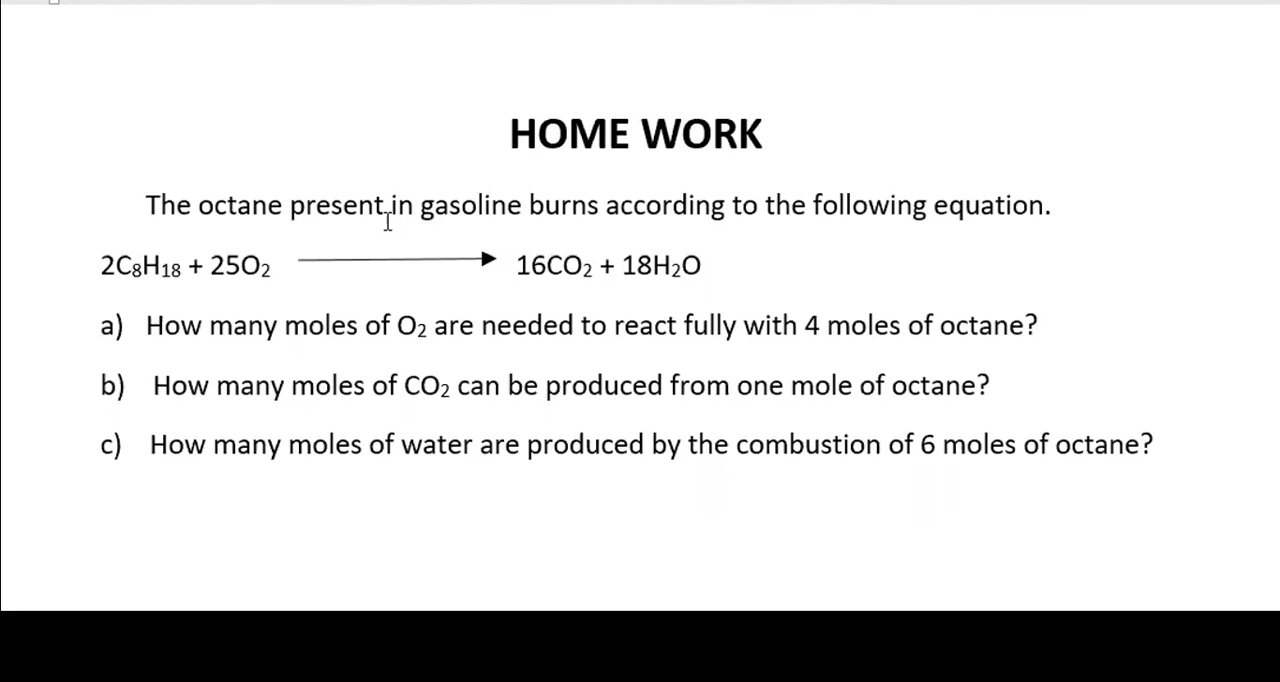 HOME WORK
The octane present in gasoline burns according to the following equation.
2C₈H₁₈ + 25O₂ ⟶ 16CO₂ + 18H₂O
a) How many moles of O₂ are needed to react fully with 4 moles of octane?
b) How many moles of CO₂ can be produced from one mole of octane?
c) How many moles of water are produced by the combustion of 6 moles of octane?